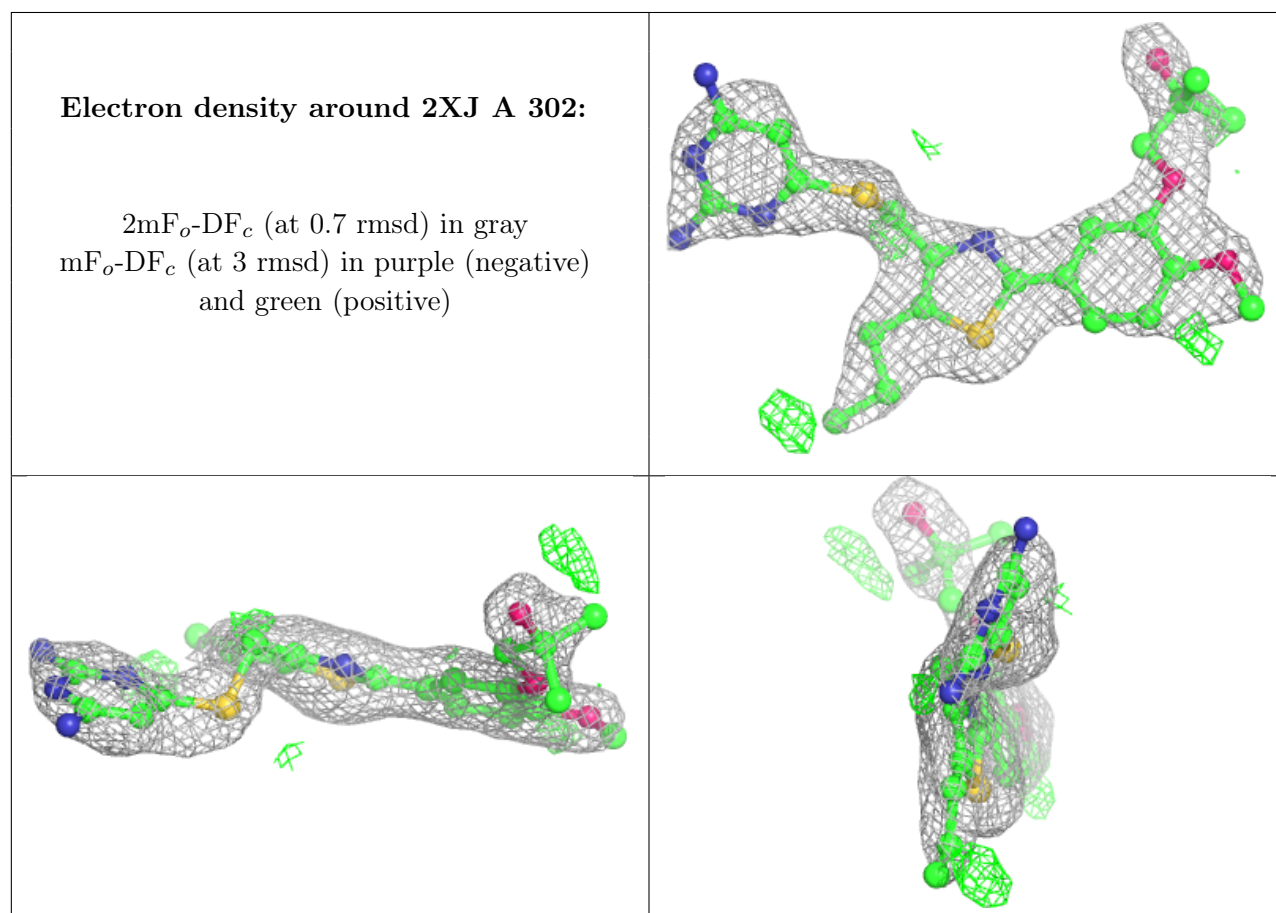 Electron density around 2XJ A 302:
2mFo-DFc (at 0.7 rmsd) in gray
mFo-DFc (at 3 rmsd) in purple (negative)
and green (positive)